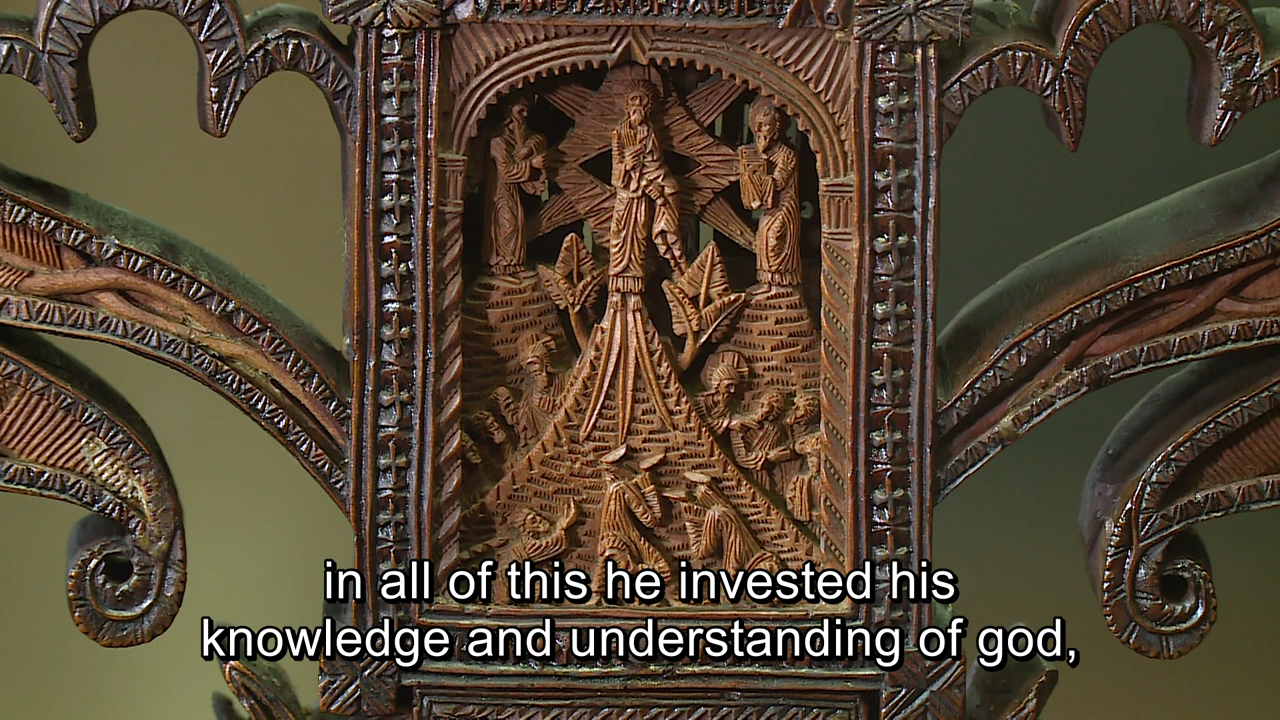 in all of this he invested his
knowledge and understanding of god,